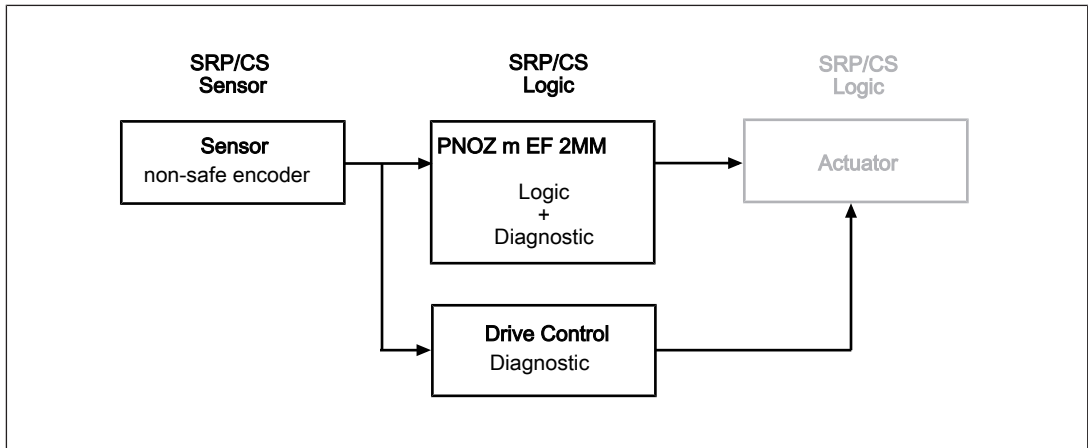 SRP/CS
Sensor
SRP/CS
Logic
SRP/CS
Logic
Sensor
non-safe encoder
PNOZ m EF 2MM
Logic
+
Diagnostic
Actuator
Drive Control
Diagnostic